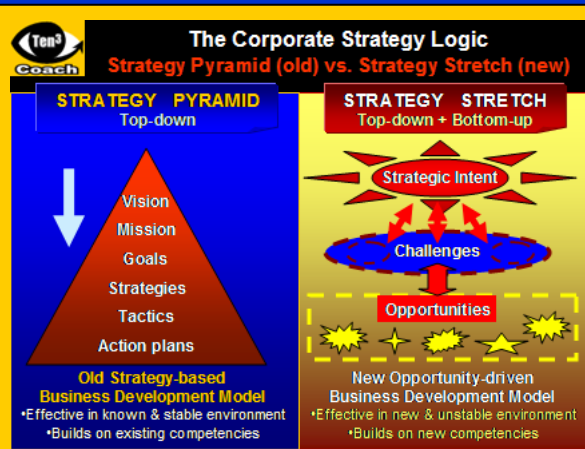 Ten³
Coach
The Corporate Strategy Logic
Strategy Pyramid (old) vs. Strategy Stretch (new)
STRATEGY PYRAMID
Top-down
Vision
Mission
Goals
Strategies
Tactics
Action plans
Old Strategy-based
Business Development Model
•Effective in known & stable environment
•Builds on existing competencies
STRATEGY STRETCH
Top-down + Bottom-up
Strategic Intent
Challenges
Opportunities
New Opportunity-driven
Business Development Model
•Effective in new & unstable environment
•Builds on new competencies